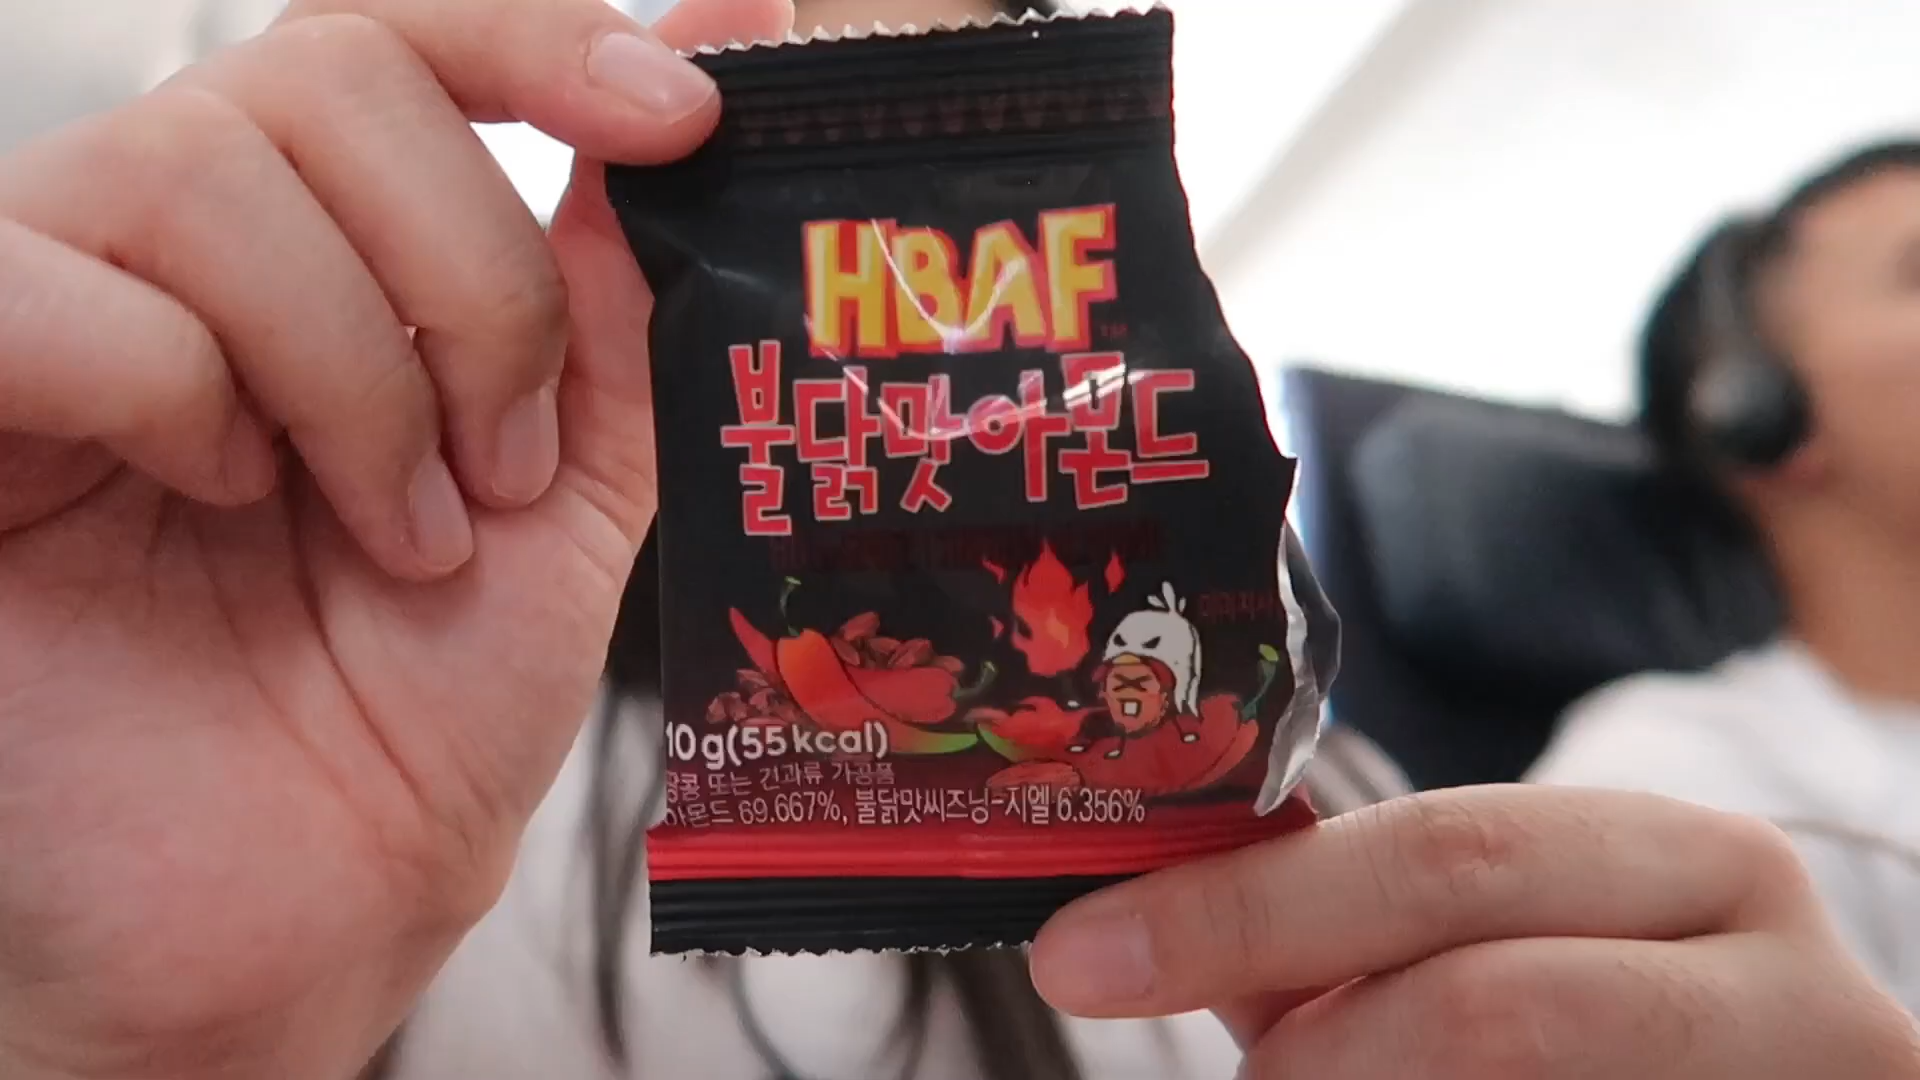 HBAF
불닭맛아몬드
10g(55kcal)
땅콩 또는 견과류 가공품
아몬드 69.667%, 불닭맛씨즈닝-지엘 6.356%